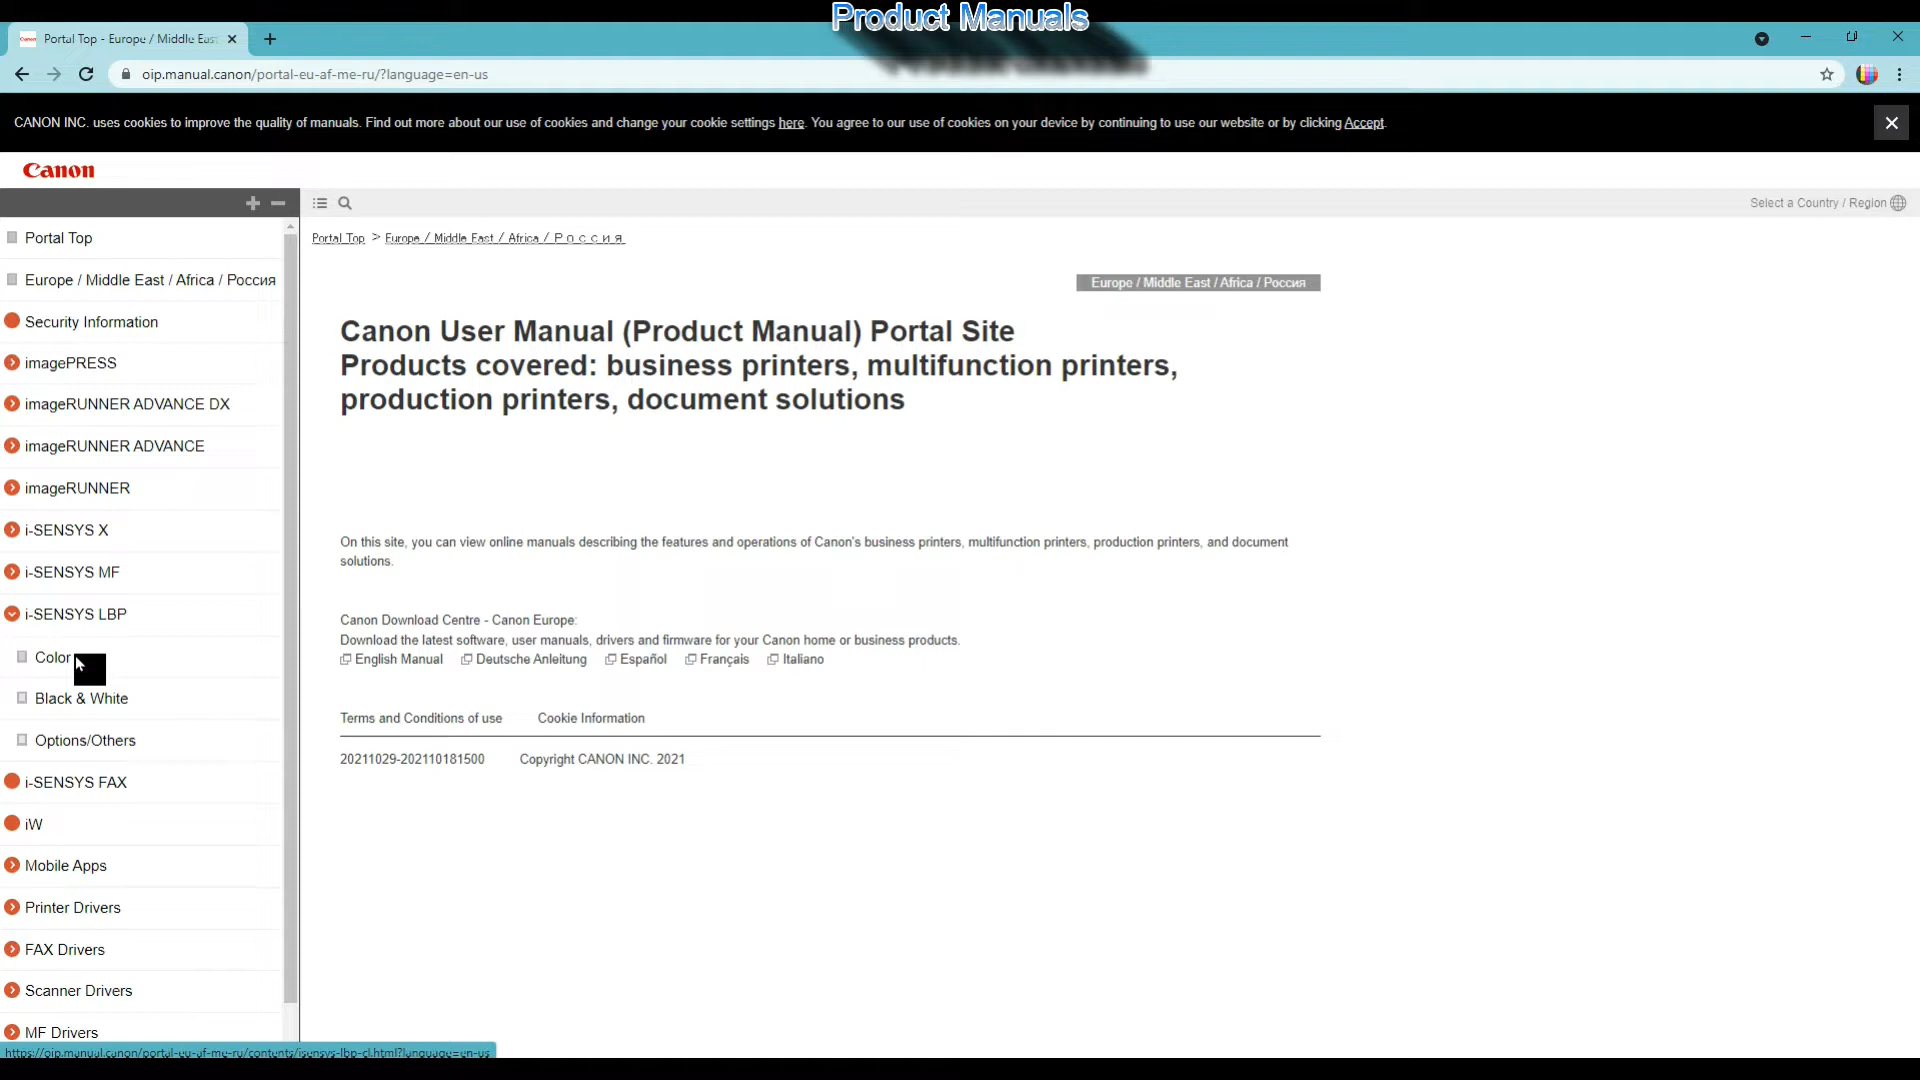 Product Manuals
Portal Top - Europe / Middle Eas
oip.manual.canon/portal-eu-af-me-ru/?language=en-us
CANON INC. uses cookies to improve the quality of manuals. Find out more about our use of cookies and change your cookie settings here. You agree to our use of cookies on your device by continuing to use our website or by clicking Accept.
Canon
Select a Country / Region
Portal Top > Europe / Middle East / Africa / Россия
Portal Top
Europe / Middle East / Africa / Россия
Security Information
imagePRESS
imageRUNNER ADVANCE DX
imageRUNNER ADVANCE
imageRUNNER
i-SENSYS X
i-SENSYS MF
i-SENSYS LBP
Color
Black & White
Options/Others
i-SENSYS FAX
iW
Mobile Apps
Printer Drivers
FAX Drivers
Scanner Drivers
MF Drivers
https://oip.manual.canon/portal-eu-af-me-ru/contents/isensys-lbp-cl.html?language=en-us
Europe / Middle East / Africa / Россия
Canon User Manual (Product Manual) Portal Site
Products covered: business printers, multifunction printers,
production printers, document solutions
On this site, you can view online manuals describing the features and operations of Canon's business printers, multifunction printers, production printers, and document
solutions.
Canon Download Centre - Canon Europe:
Download the latest software, user manuals, drivers and firmware for your Canon home or business products.
English Manual Deutsche Anleitung Español Français Italiano
Terms and Conditions of use Cookie Information
20211029-202110181500 Copyright CANON INC. 2021